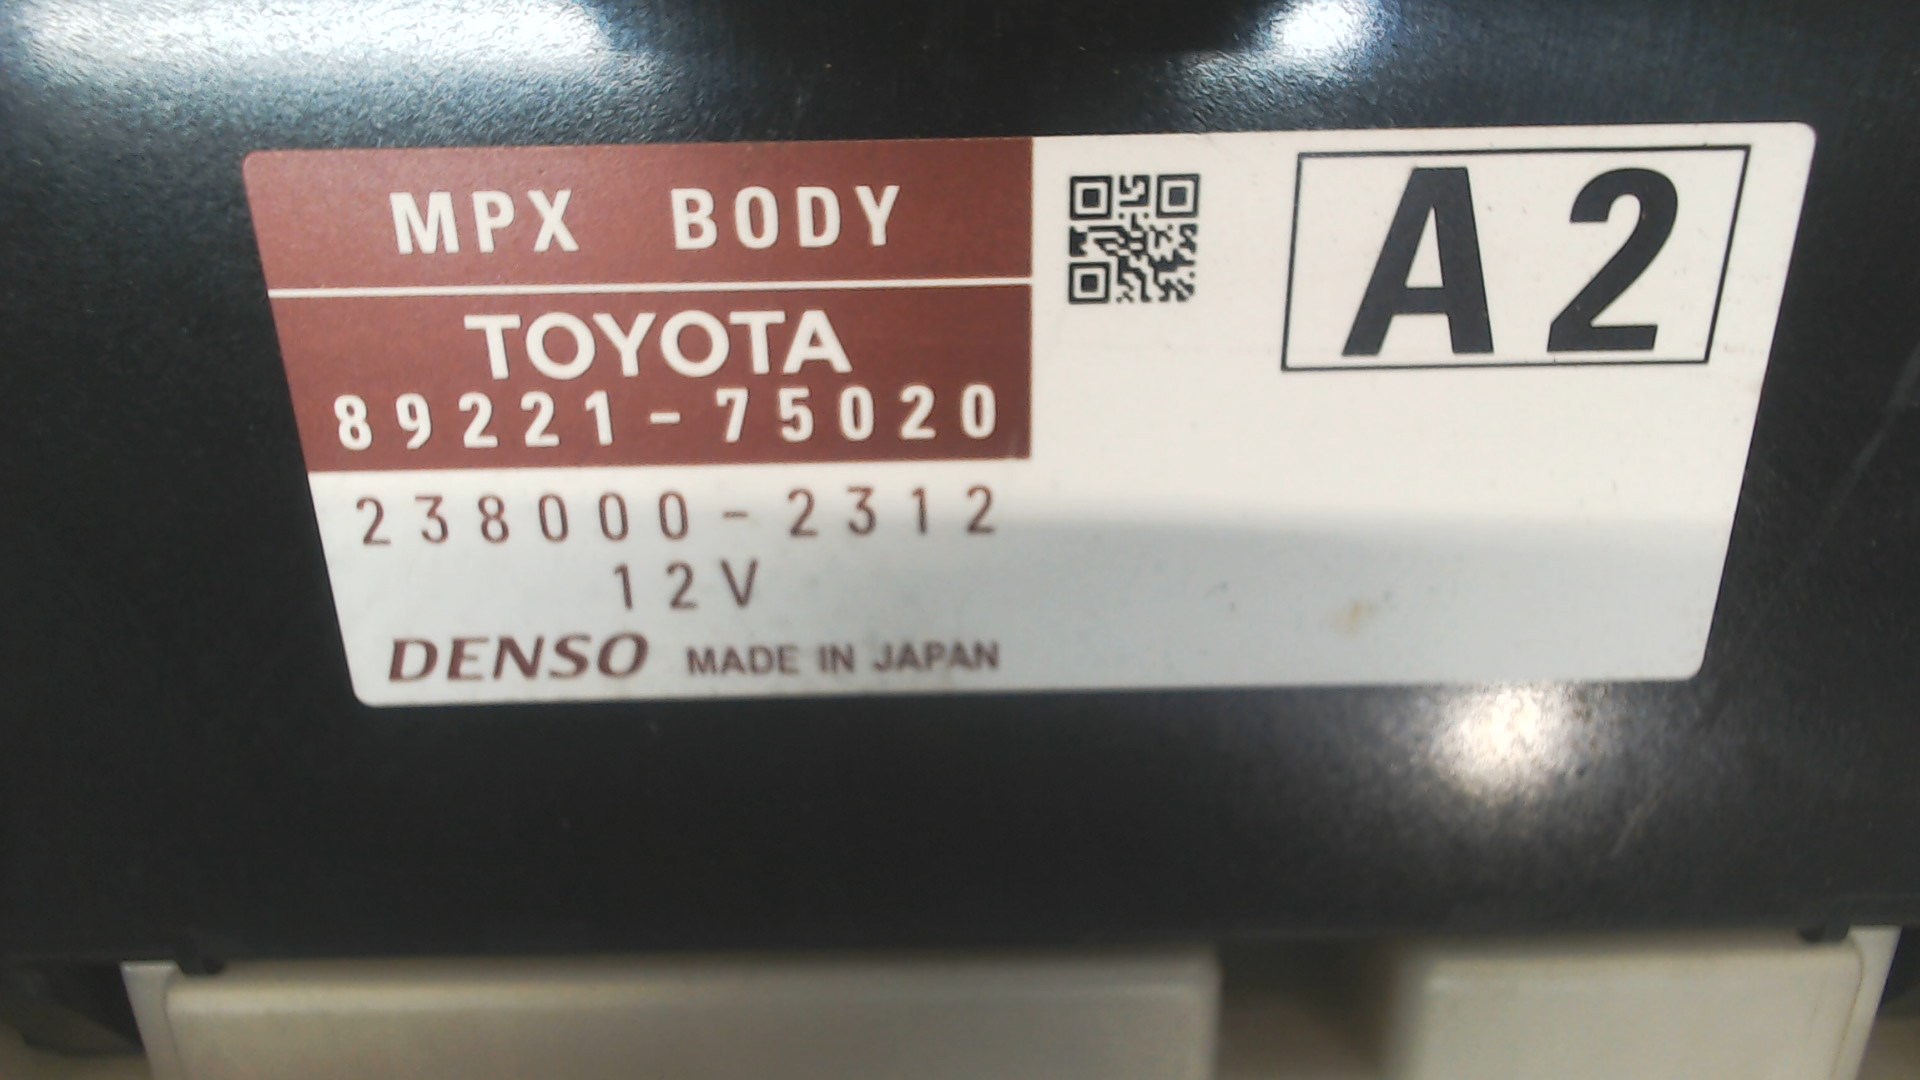 MPX BODY
A2
TOYOTA
89221-75020
238000-2312
12V
DENSO MADE IN JAPAN